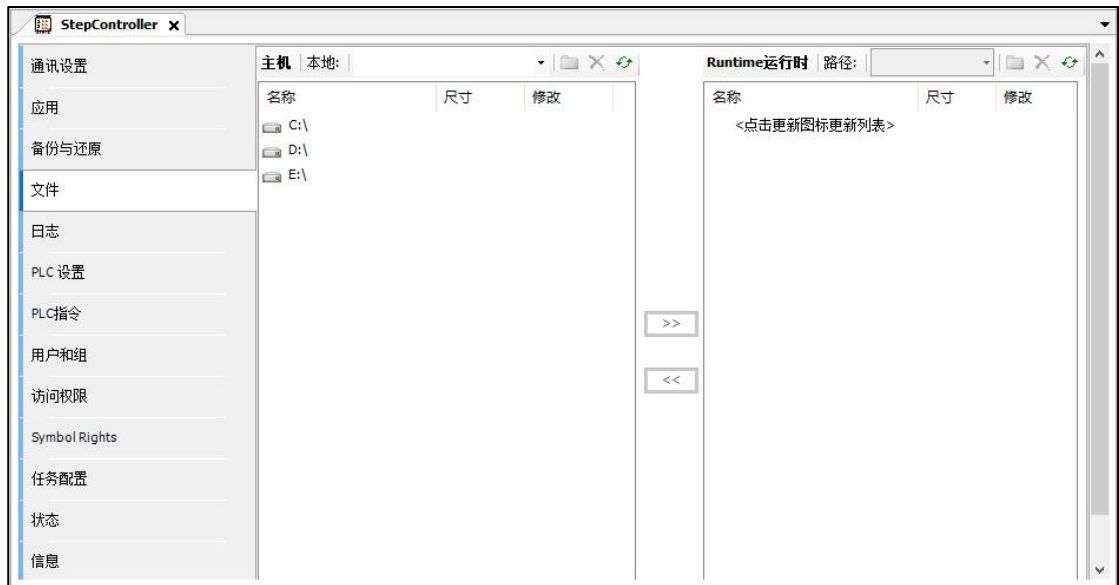 StepController
通讯设置
应用
备份与还原
文件
日志
PLC 设置
PLC指令
用户和组
访问权限
Symbol Rights
任务配置
状态
信息
主机 本地:
名称 尺寸 修改
C:\
D:\
E:\
>>
<<
Runtime运行时 路径:
名称 尺寸 修改
<点击更新图标更新列表>